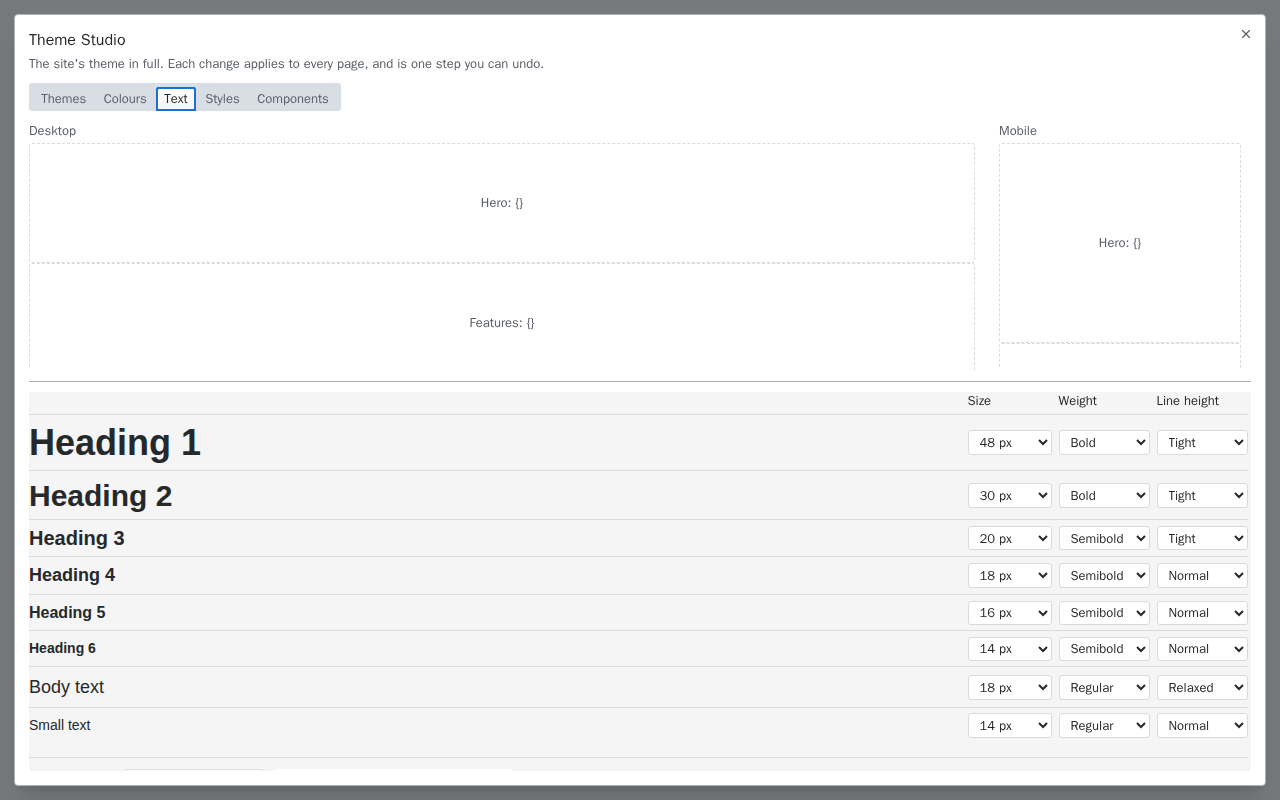 Theme Studio
×
The site's theme in full. Each change applies to every page, and is one step you can undo.
Themes Colours Text Styles Components
Desktop Mobile
Hero: {}
Hero: {}
Features: {}
Size Weight Line height
Heading 1 48 px Bold Tight
Heading 2 30 px Bold Tight
Heading 3 20 px Semibold Tight
Heading 4 18 px Semibold Normal
Heading 5 16 px Semibold Normal
Heading 6 14 px Semibold Normal
Body text 18 px Regular Relaxed
Small text 14 px Regular Normal